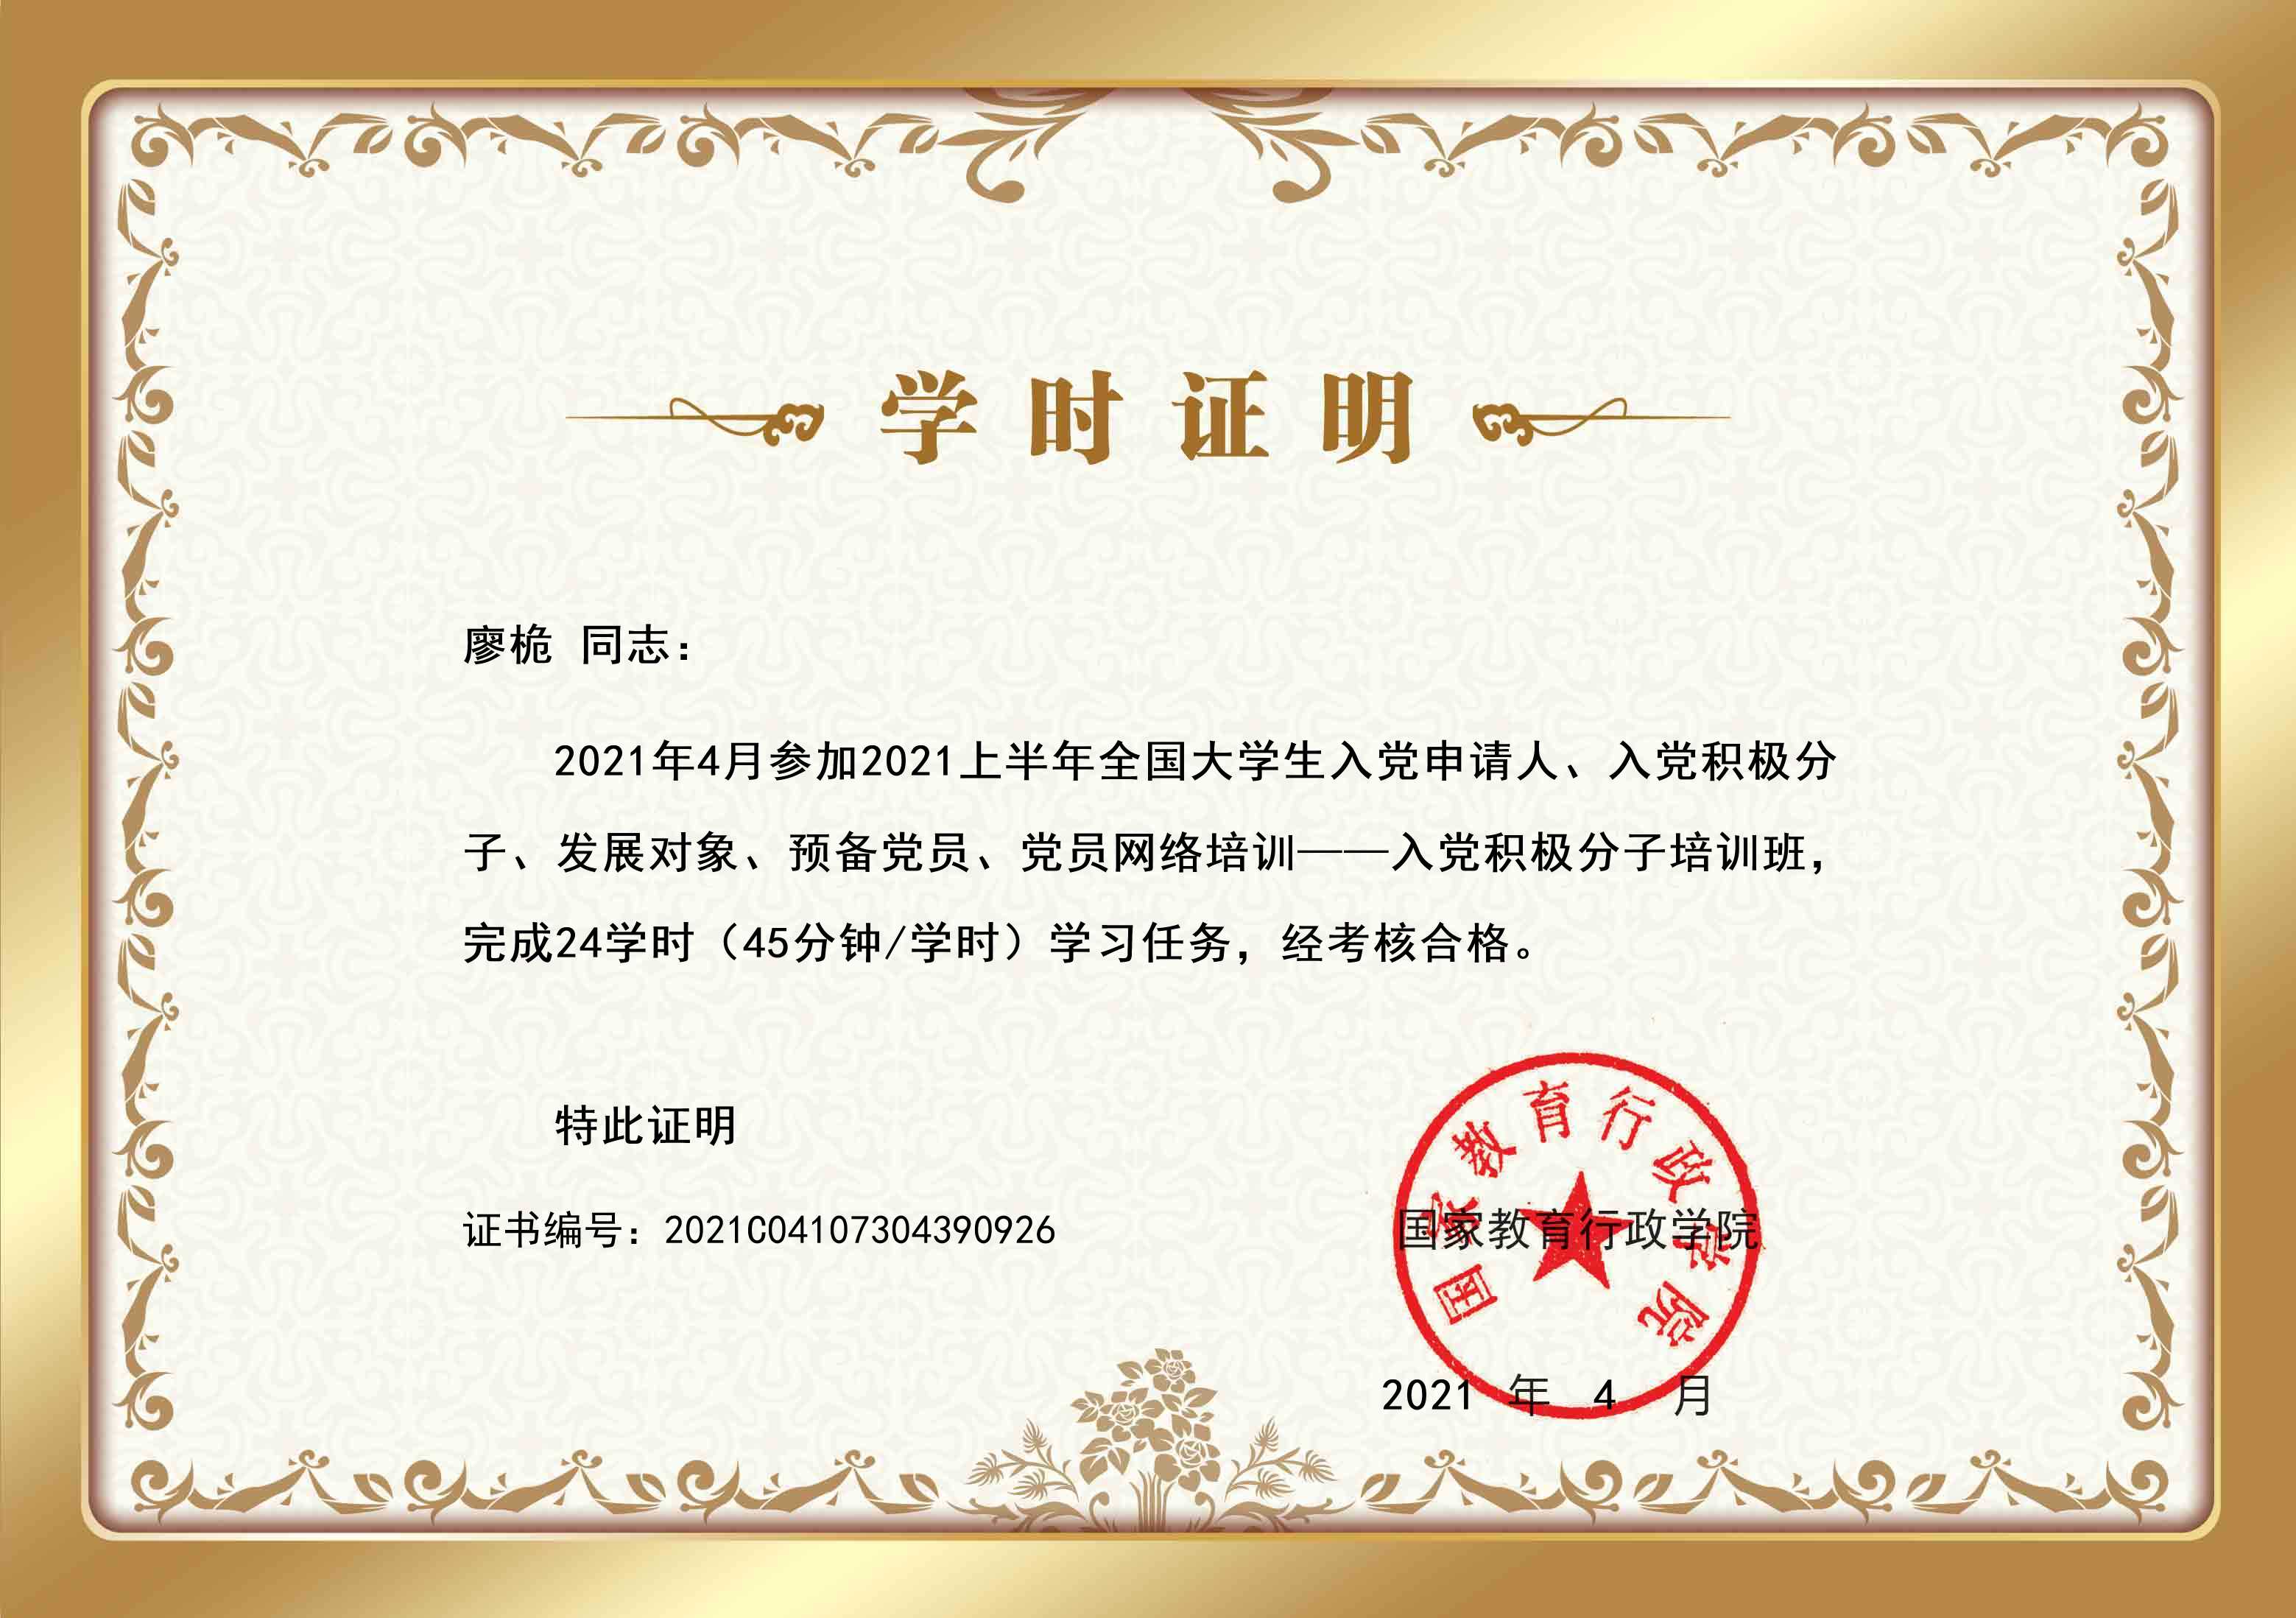 学时证明
廖桅 同志：
2021年4月参加2021上半年全国大学生入党申请人、入党积极分
子、发展对象、预备党员、党员网络培训——入党积极分子培训班，
完成24学时（45分钟/学时）学习任务，经考核合格。
特此证明
证书编号：2021C04107304390926
国家教育行政学院
国家教育行政学院
2021 年 4 月